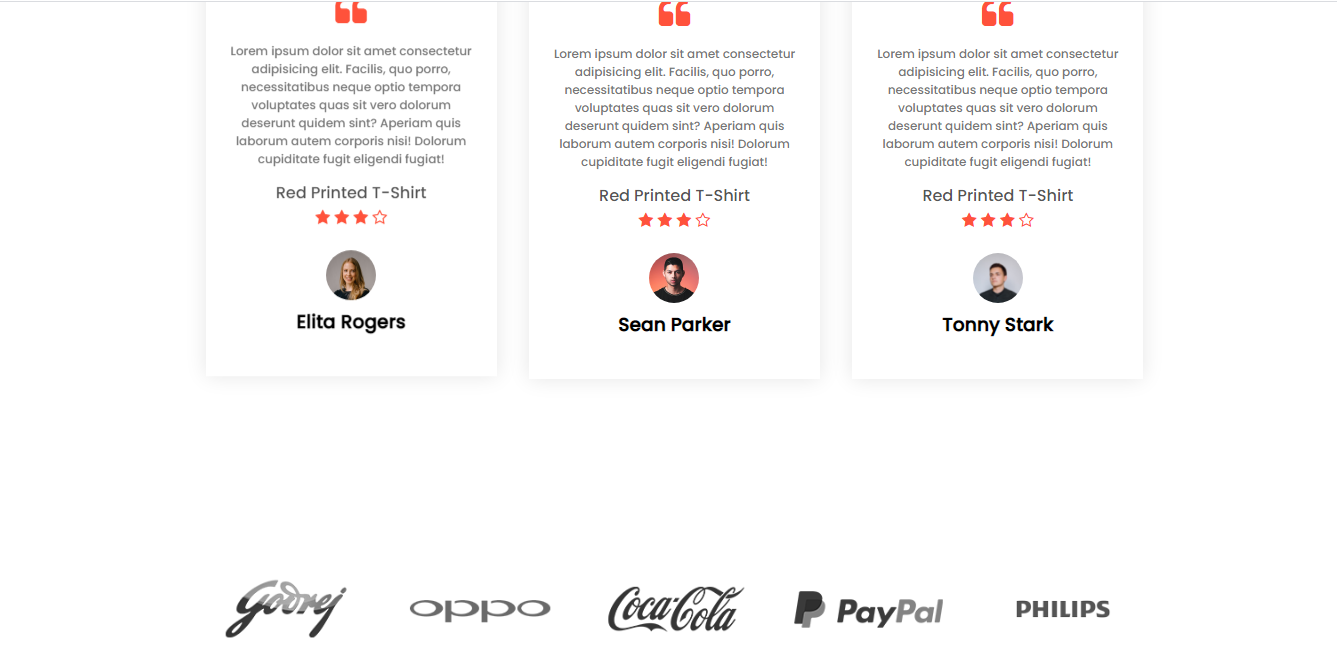 Lorem ipsum dolor sit amet consectetur
adipisicing elit. Facilis, quo porro,
necessitatibus neque optio tempora
voluptates quas sit vero dolorum
deserunt quidem sint? Aperiam quis
laborum autem corporis nisi! Dolorum
cupiditate fugit eligendi fugiat!
Red Printed T-Shirt
Elita Rogers
Lorem ipsum dolor sit amet consectetur
adipisicing elit. Facilis, quo porro,
necessitatibus neque optio tempora
voluptates quas sit vero dolorum
deserunt quidem sint? Aperiam quis
laborum autem corporis nisi! Dolorum
cupiditate fugit eligendi fugiat!
Red Printed T-Shirt
Sean Parker
Lorem ipsum dolor sit amet consectetur
adipisicing elit. Facilis, quo porro,
necessitatibus neque optio tempora
voluptates quas sit vero dolorum
deserunt quidem sint? Aperiam quis
laborum autem corporis nisi! Dolorum
cupiditate fugit eligendi fugiat!
Red Printed T-Shirt
Tonny Stark
Godrej
oppo
Coca-Cola
PayPal
PHILIPS